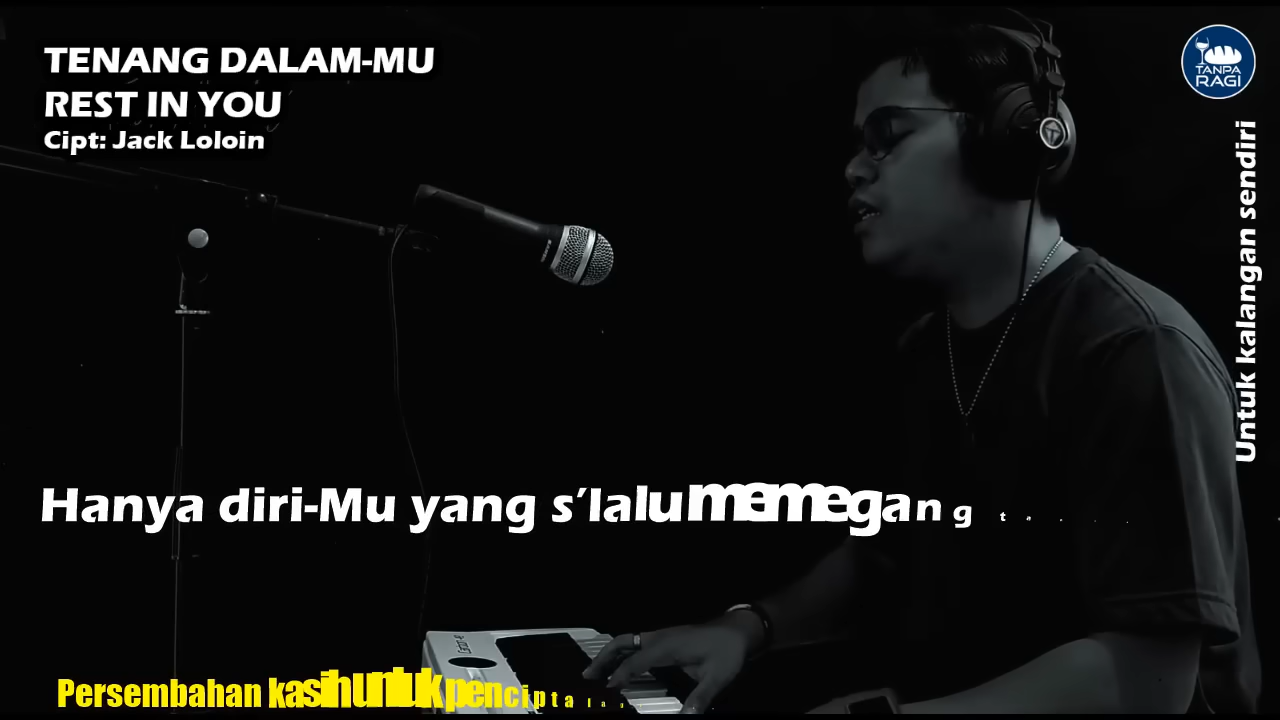 TENANG DALAM-MU
REST IN YOU
Cipt: Jack Loloin
TANPA
RAGI
Untuk kalangan sendiri
Hanya diri-Mu yang s'lalu memegang
Persembahan kasih untuk pencipta